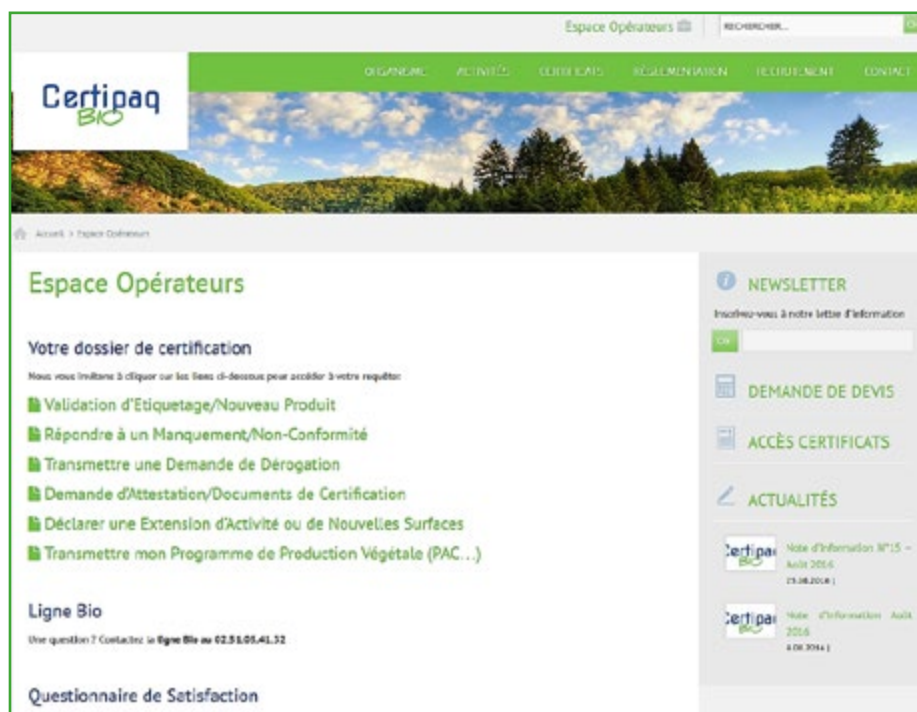 Espace Opérateurs
RECHERCHER...
Certipaq
BIO
ORGANISME ACTIVITÉS CERTIFICATS RÈGLEMENTATION RECRUTEMENT CONTACT
Accueil > Espace Opérateurs
Espace Opérateurs
Votre dossier de certification
Nous vous invitons à cliquer sur les liens ci-dessous pour accéder à votre requête:
Validation d'Etiquetage/Nouveau Produit
Répondre à un Manquement/Non-Conformité
Transmettre une Demande de Dérogation
Demande d'Attestation/Documents de Certification
Déclarer une Extension d'Activité ou de Nouvelles Surfaces
Transmettre mon Programme de Production Végétale (PAC...)
Ligne Bio
Une question ? Contactez la ligne Bio au 02.51.05.41.32
Questionnaire de Satisfaction
NEWSLETTER
Inscrivez-vous à notre lettre d'information
OK
DEMANDE DE DEVIS
ACCÈS CERTIFICATS
ACTUALITÉS
Note d'Information N°15 –
Août 2016
Note d'Information Août
2016